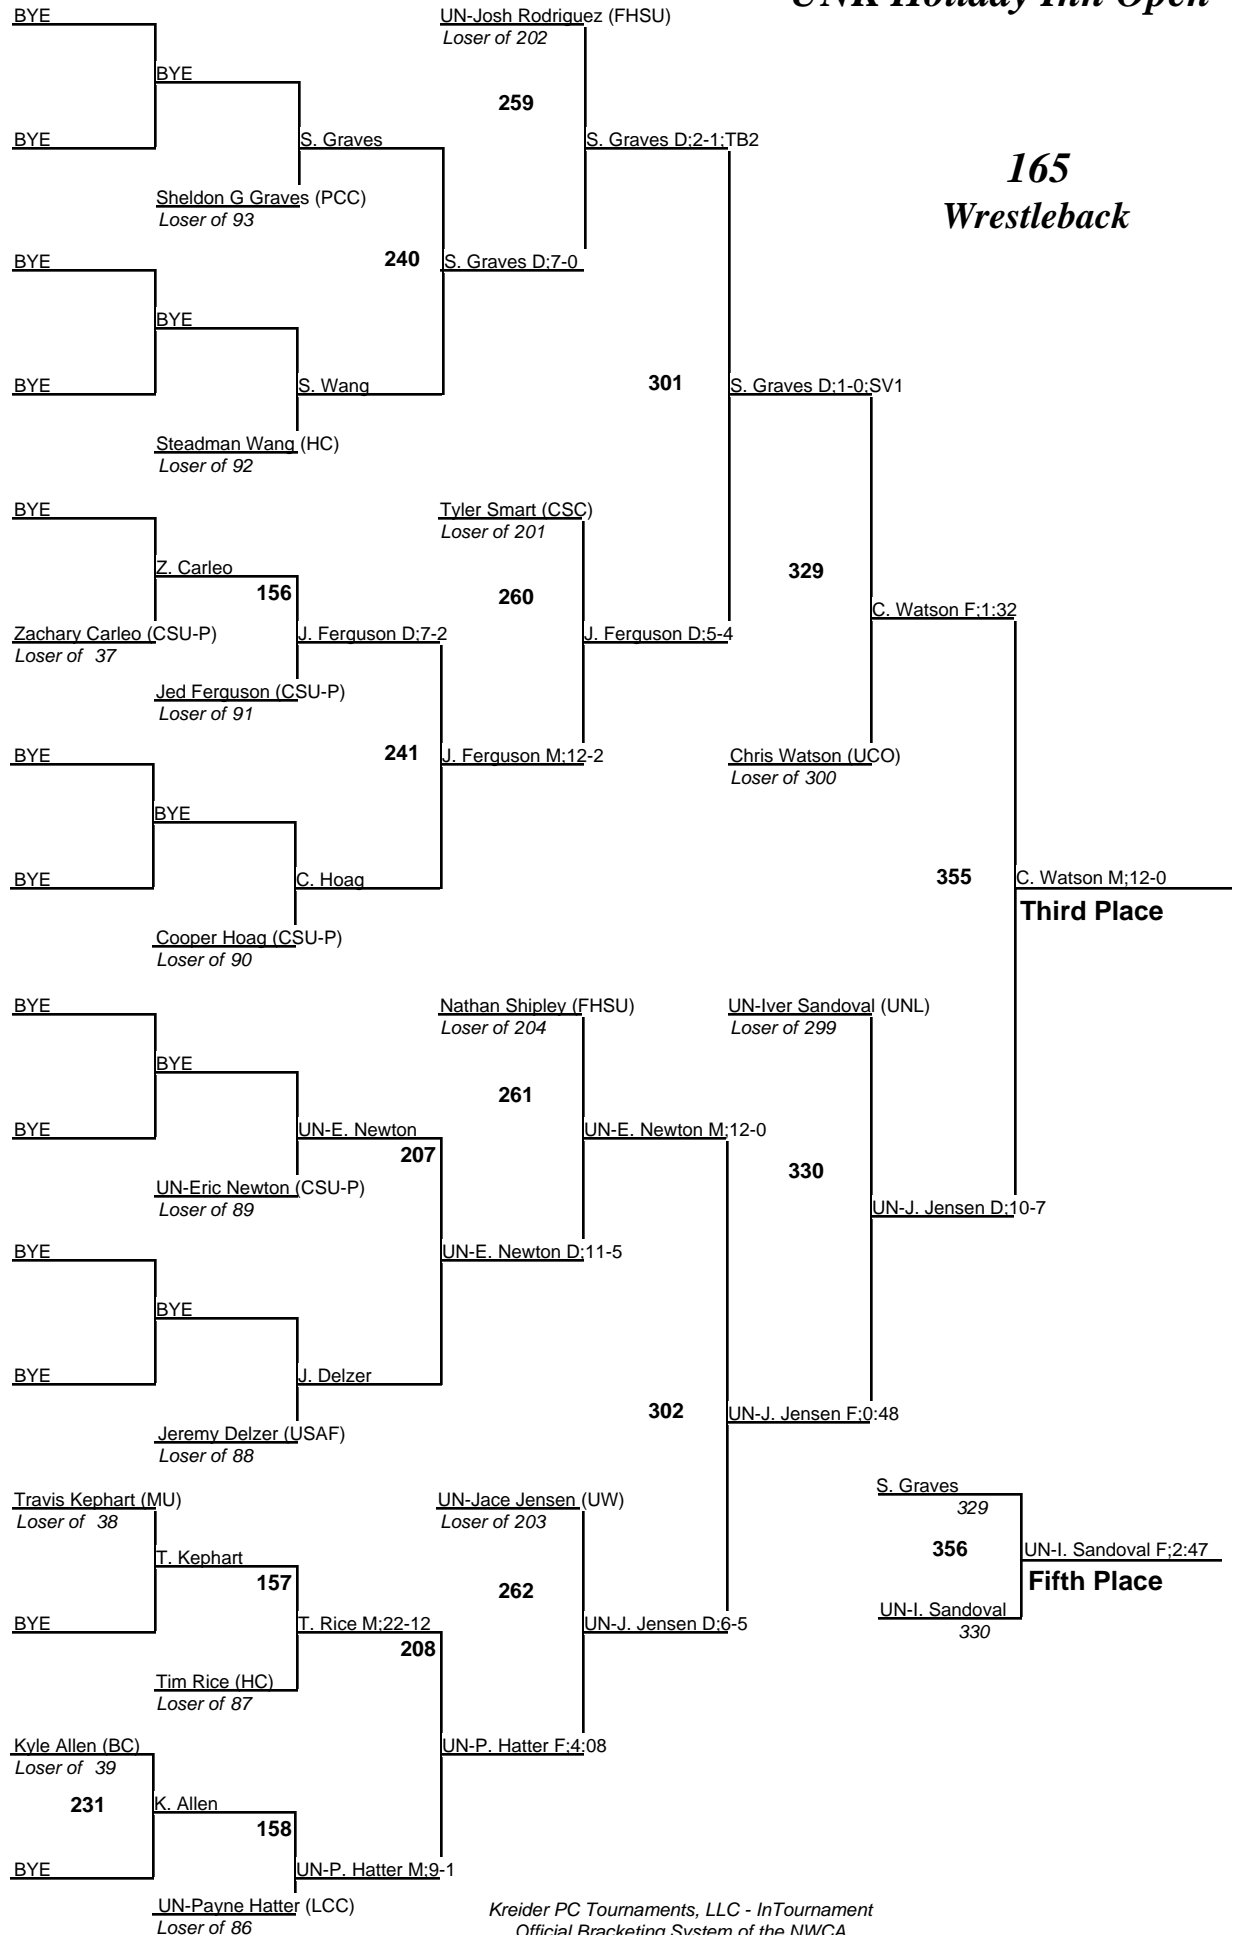 UNK Holiday Inn Open
BYE
UN-Josh Rodriguez (FHSU)
Loser of 202
BYE
259
BYE
S. Graves
S. Graves D;2-1;TB2
165
Wrestleback
Sheldon G Graves (PCC)
Loser of 93
BYE
240
S. Graves D;7-0
BYE
BYE
S. Wang
301
S. Graves D;1-0;SV1
Steadman Wang (HC)
Loser of 92
BYE
Tyler Smart (CSC)
Loser of 201
Z. Carleo
156
260
329
C. Watson F;1:32
Zachary Carleo (CSU-P)
Loser of 37
J. Ferguson D;7-2
J. Ferguson D;5-4
Jed Ferguson (CSU-P)
Loser of 91
BYE
241
J. Ferguson M;12-2
Chris Watson (UCO)
Loser of 300
BYE
BYE
C. Hoag
355
C. Watson M;12-0
Third Place
Cooper Hoag (CSU-P)
Loser of 90
BYE
Nathan Shipley (FHSU)
Loser of 204
UN-Iver Sandoval (UNL)
Loser of 299
BYE
261
BYE
UN-E. Newton
207
UN-E. Newton M;12-0
330
UN-Eric Newton (CSU-P)
Loser of 89
UN-J. Jensen D;10-7
BYE
UN-E. Newton D;11-5
BYE
BYE
J. Delzer
302
UN-J. Jensen F;0:48
Jeremy Delzer (USAF)
Loser of 88
Travis Kephart (MU)
Loser of 38
UN-Jace Jensen (UW)
Loser of 203
S. Graves
329
T. Kephart
157
262
356
UN-I. Sandoval F;2:47
Fifth Place
BYE
T. Rice M;22-12
208
UN-J. Jensen D;6-5
UN-I. Sandoval
330
Tim Rice (HC)
Loser of 87
Kyle Allen (BC)
Loser of 39
UN-P. Hatter F;4:08
231
K. Allen
158
BYE
UN-P. Hatter M;9-1
UN-Payne Hatter (LCC)
Loser of 86
Kreider PC Tournaments, LLC - InTournament
Official Bracketing System of the NWCA